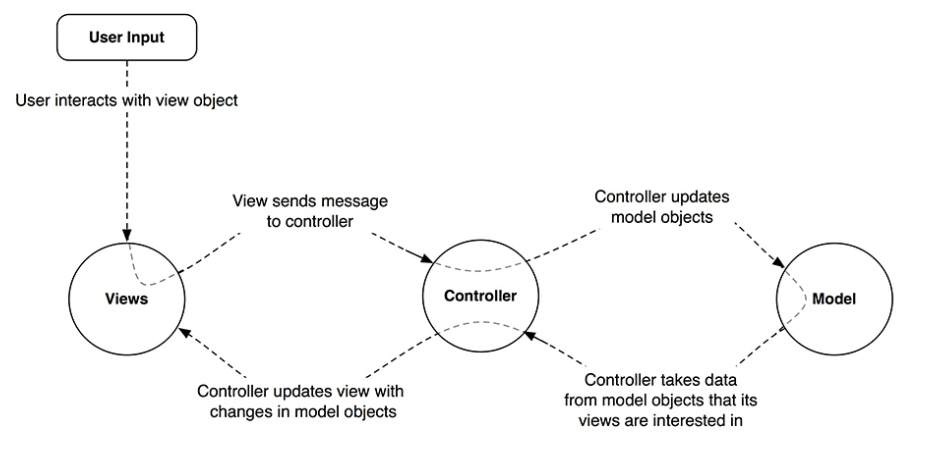 User Input
User interacts with view object
View sends message
to controller
Controller updates
model objects
Views
Controller
Model
Controller updates view with
changes in model objects
Controller takes data
from model objects that its
views are interested in